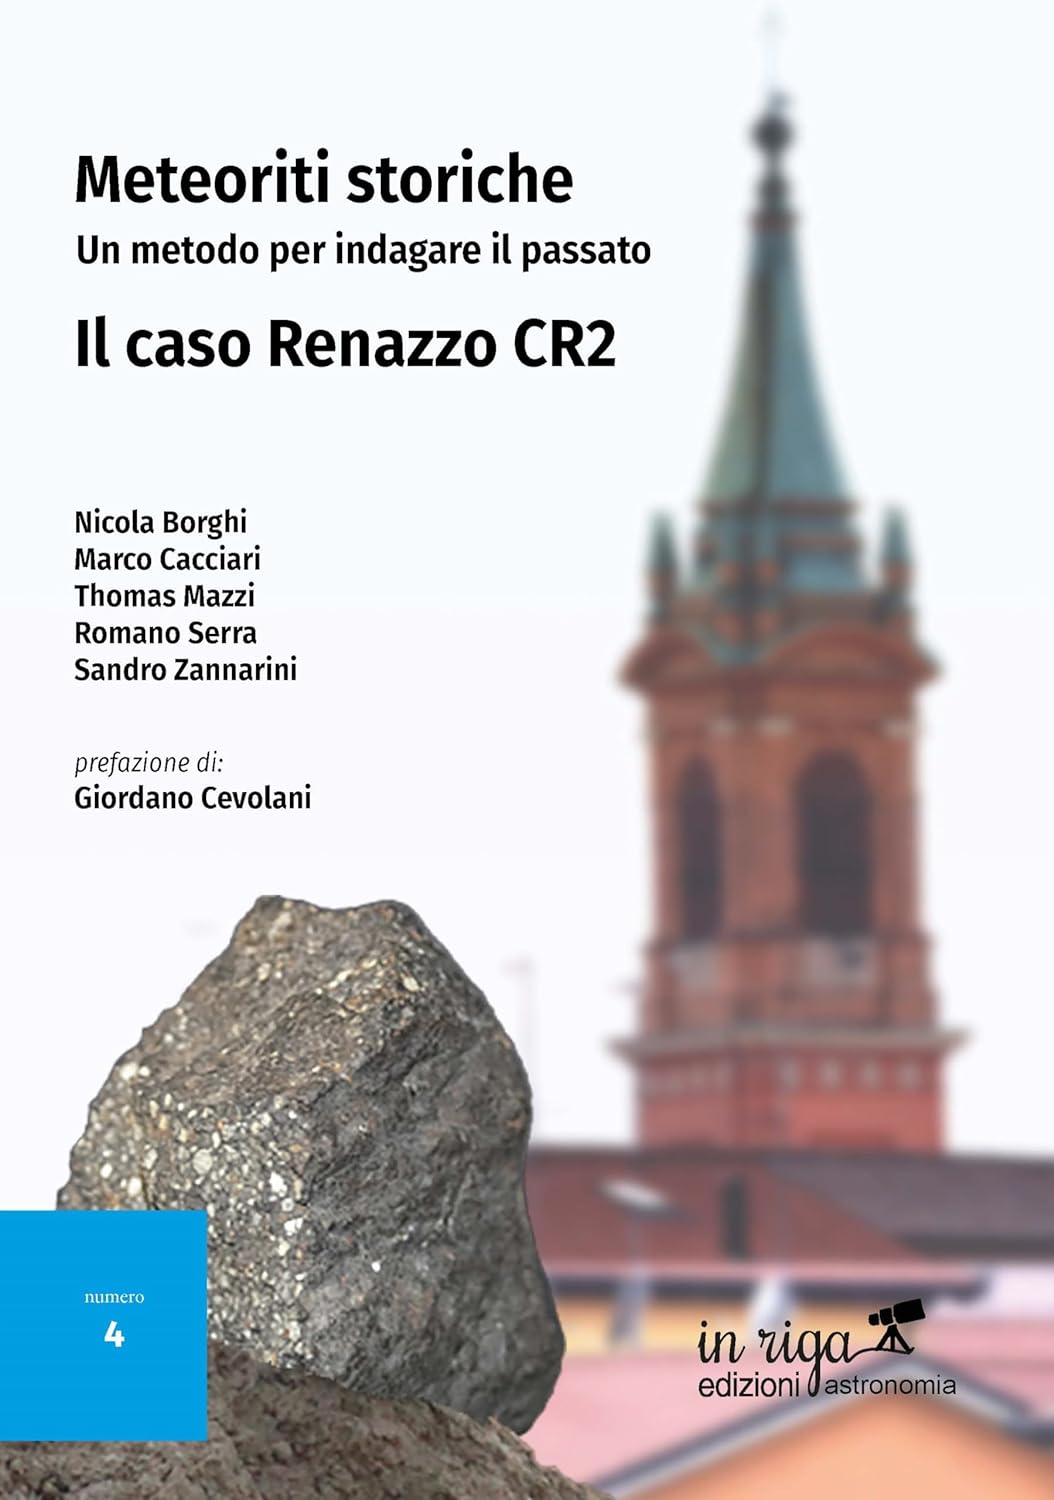 Meteoriti storiche
Un metodo per indagare il passato
Il caso Renazzo CR2
Nicola Borghi
Marco Cacciari
Thomas Mazzi
Romano Serra
Sandro Zannarini
prefazione di:
Giordano Cevolani
numero
4
in riga
edizioni astronomia